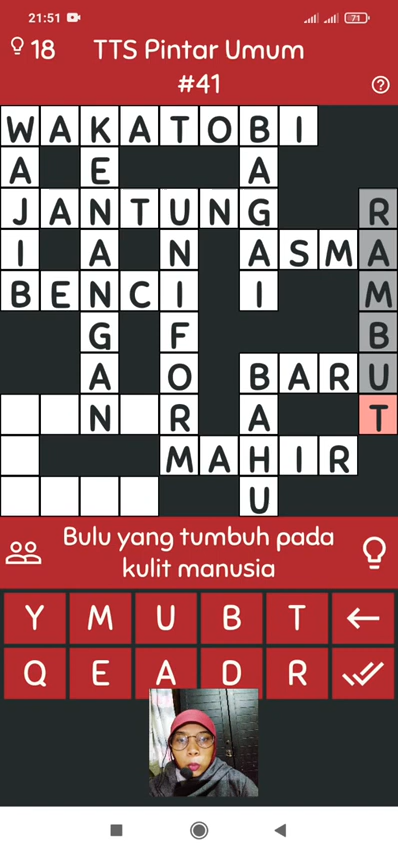 21:51
71
18 TTS Pintar Umum
#41
?
WAKATOBI
A E A
JANTUNG R
I A N ASMA
BENCI I M
G F B
A O BARU
N R A T
MAHIR
U
Bulu yang tumbuh pada
kulit manusia
Y M U B T ←
Q E A D R